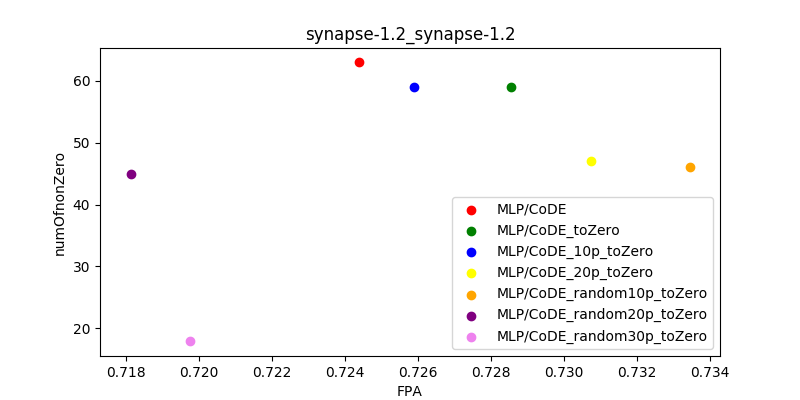 synapse-1.2_synapse-1.2
numOfnonZero
60
50
40
30
20
MLP/CoDE
MLP/CoDE_toZero
MLP/CoDE_10p_toZero
MLP/CoDE_20p_toZero
MLP/CoDE_random10p_toZero
MLP/CoDE_random20p_toZero
MLP/CoDE_random30p_toZero
0.718 0.720 0.722 0.724 0.726 0.728 0.730 0.732 0.734
FPA